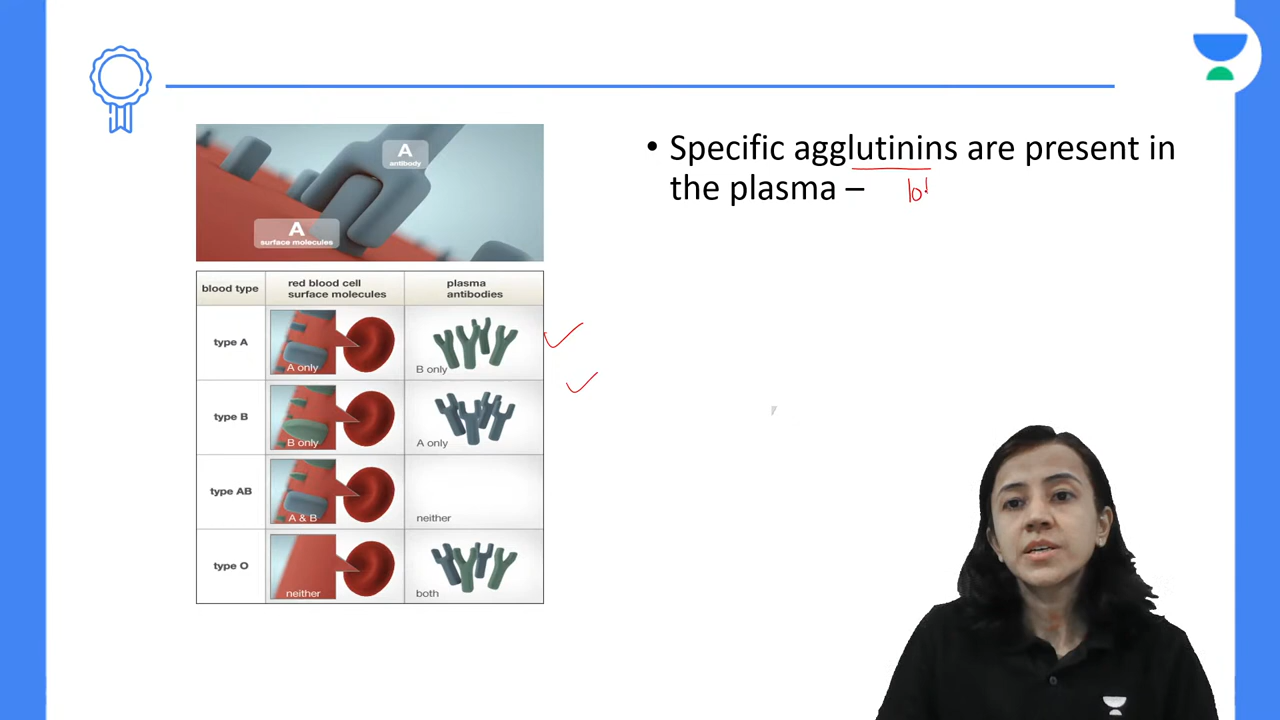 A
antibody
A
surface molecules
blood type
red blood cell
surface molecules
plasma
antibodies
type A
A only
B only
type B
B only
A only
type AB
A & B
neither
type O
neither
both
• Specific agglutinins are present in
the plasma –